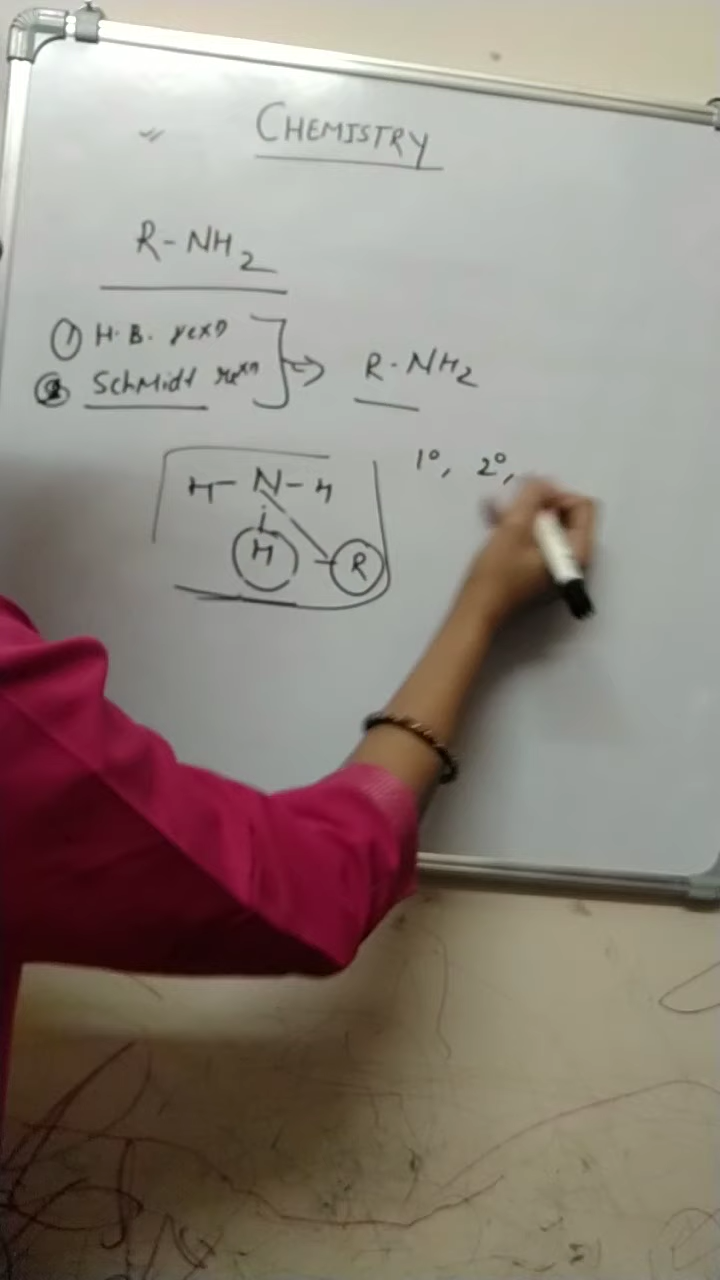 CHEMISTRY
R-NH2
① H.B. rexn
② Schmidt rexn
R-NH2
H-N-H
H
R
1°, 2°,